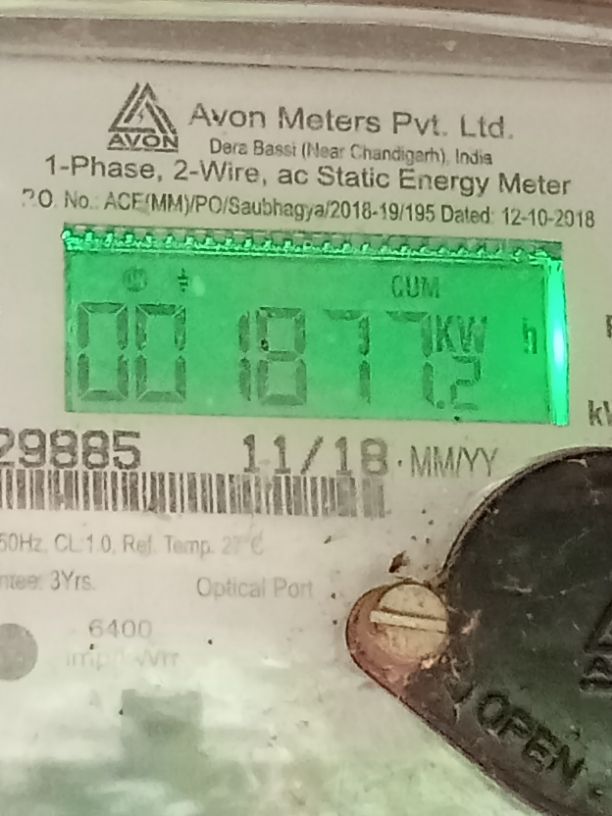 AVON
Avon Meters Pvt. Ltd.
Dera Bassi (Near Chandigarh), India
1-Phase, 2-Wire, ac Static Energy Meter
P.O. No.: ACE(MM)/PO/Saubhagya/2018-19/195 Dated: 12-10-2018
CUM
001877.2 KW h
29885 11/18 · MM/YY
50Hz, CL.1.0, Ref. Temp. 27°C
3Yrs. Optical Port
6400
OPEN